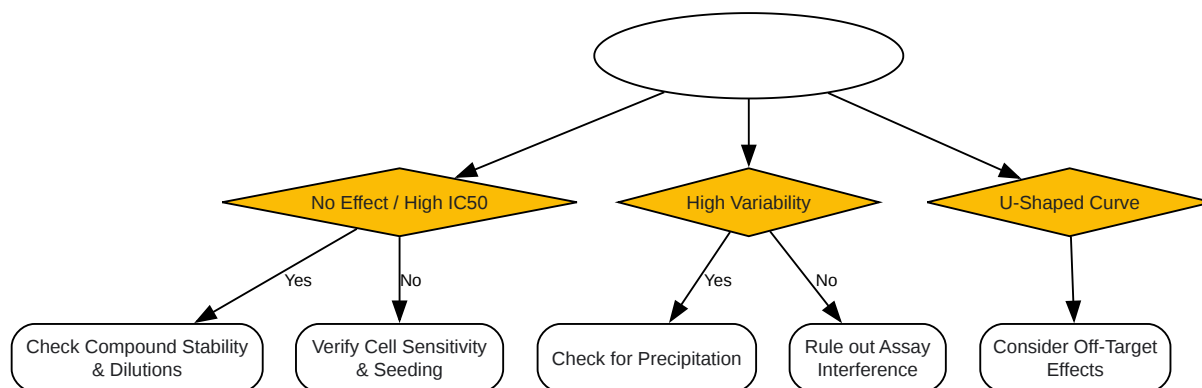 No Effect / High IC50
High Variability
U-Shaped Curve
Yes
No
Yes
No
Check Compound Stability
& Dilutions
Verify Cell Sensitivity
& Seeding
Check for Precipitation
Rule out Assay
Interference
Consider Off-Target
Effects